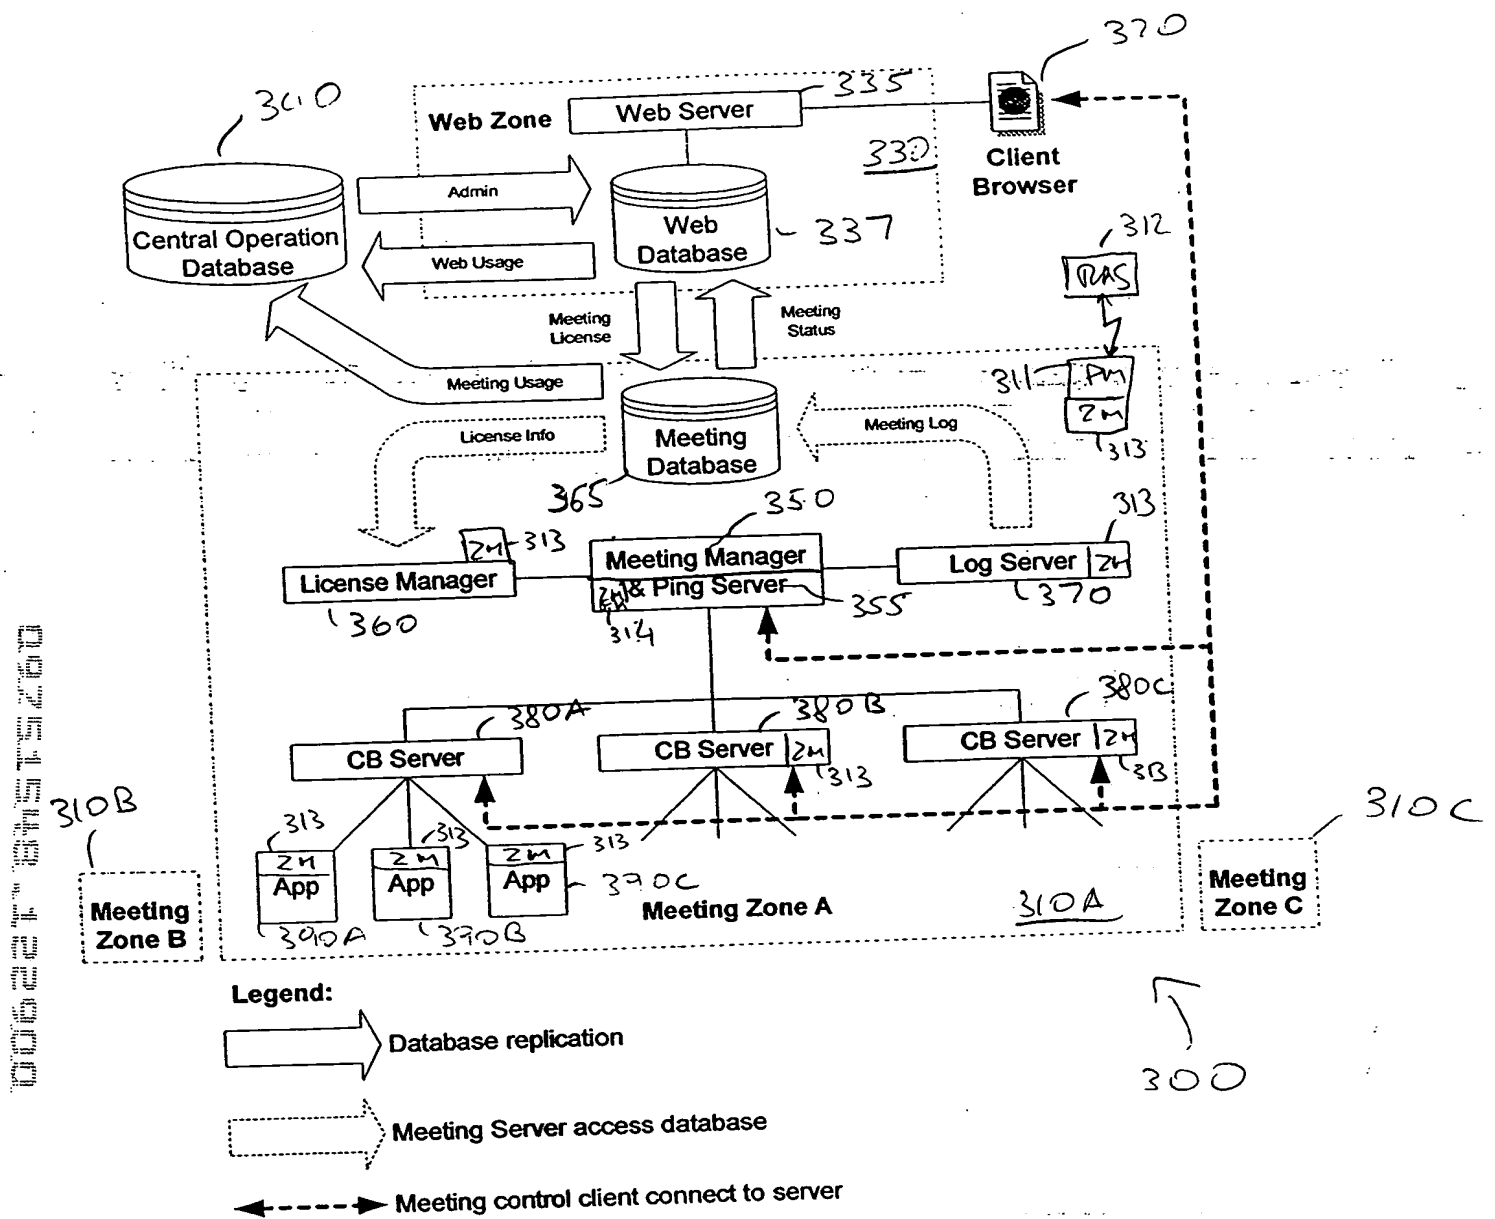 320
340
335
Web Server
Web Zone
330
Client
Browser
Admin
Web
Database
337
Central Operation
Database
Web Usage
312
RAS
Meeting
License
Meeting
Status
311
PM
ZM
313
Meeting Usage
License Info
Meeting Log
Meeting
Database
365
350
313
ZM
313
Meeting Manager
Log Server
ZM
License Manager
& Ping Server
355
370
360
314
380A
380B
380C
CB Server
CB Server
ZM
CB Server
ZM
313
313
310B
310C
313
313
313
ZM
ZM
ZM
App
App
App
390C
390A
390B
Meeting Zone A
310A
Meeting
Zone B
Meeting
Zone C
Legend:
Database replication
300
Meeting Server access database
Meeting control client connect to server
09751548.122900